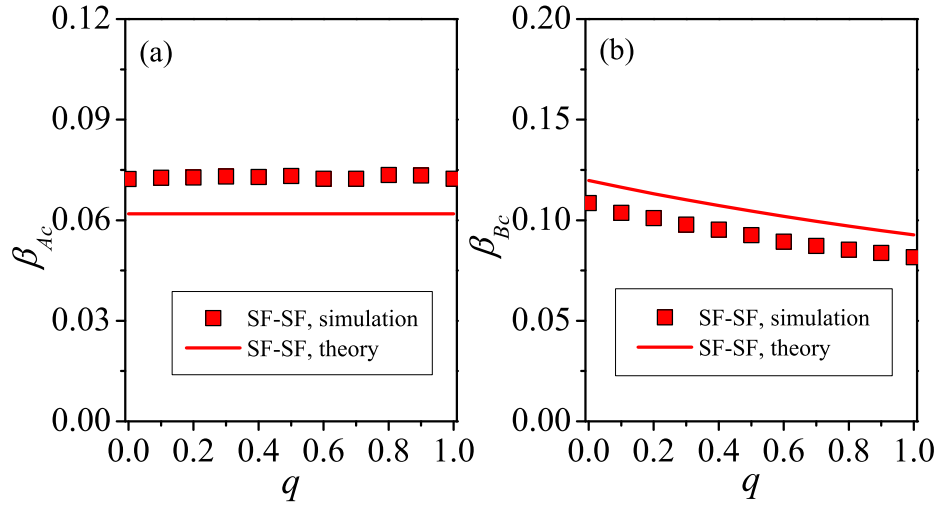 (a)
0.12
0.09
0.06
0.03
0.00
β_Ac
SF-SF, simulation
SF-SF, theory
0.0 0.2 0.4 0.6 0.8 1.0
q
(b)
0.20
0.15
0.10
0.05
0.00
β_Bc
SF-SF, simulation
SF-SF, theory
0.0 0.2 0.4 0.6 0.8 1.0
q